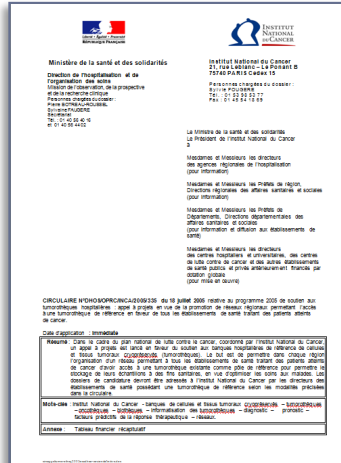 Liberté • Égalité • Fraternité
RÉPUBLIQUE FRANÇAISE
INSTITUT
NATIONAL
DU CANCER
Ministère de la santé et des solidarités
Direction de l'hospitalisation et de
l'organisation des soins
Mission de l'observation, de la prospective
et de la recherche clinique
Personnes chargées du dossier :
Pierre BOTREAU-ROUSSEL
Sylviane FAUGERE
Secrétariat
Institut National du Cancer
21, rue Leblanc – Le Ponant B
75740 PARIS Cedex 15
Personnes chargées du dossier :
Sylvie FOUGERE
Le Ministre de la santé et des solidarités
Le Président de l'Institut National du Cancer
à
Mesdames et Messieurs les directeurs
des agences régionales de l'hospitalisation
(pour information)
Mesdames et Messieurs les Préfets de région,
Directions régionales des affaires sanitaires et sociales
(pour information)
Mesdames et Messieurs les Préfets de
Départements, Directions départementales des
affaires sanitaires et sociales
(pour information et diffusion aux établissements de
santé)
Mesdames et Messieurs les directeurs
des centres hospitaliers et universitaires, des centres
de lutte contre de cancer et des autres établissements
de santé publics et privés antérieurement financés par
dotation globale
(pour mise en œuvre)
CIRCULAIRE N°DHOS/OPRC/INCA/2005/335 du 18 juillet 2005 relative au programme 2005 de soutien aux
tumorothèques hospitalières : appel à projets en vue de la promotion de réseaux régionaux permettant l'accès
à une tumorothèque de référence en faveur de tous les établissements de santé traitant des patients atteints
de cancer.
Date d'application : immédiate
Résumé : Dans le cadre du plan national de lutte contre le cancer, coordonné par l'Institut National du Cancer,
un appel à projets est lancé en faveur du soutien aux banques hospitalières de référence de cellules
et tissus tumoraux cryopréservés (tumorothèques). Le but est de permettre dans chaque région
l'organisation d'un réseau permettant à tous les établissements de santé traitant des patients atteints
de cancer d'avoir accès à une tumorothèque existante comme pôle de référence pour permettre le
stockage de leurs échantillons à des fins sanitaires, en vue d'optimiser les soins aux malades. Les
dossiers de candidature devront être adressés à l'Institut National du Cancer par les directeurs des
établissements de santé possédant une tumorothèque de référence selon les modalités précisées
dans la circulaire.
Mots-clés : Institut National du Cancer - banques de cellules et tissus tumoraux cryopréservés – tumorothèques
– oncothèques – biothèques – informatisation des tumorothèques – diagnostic – pronostic –
facteurs prédictifs de la réponse thérapeutique – réseaux.
Annexe : Tableau financier récapitulatif